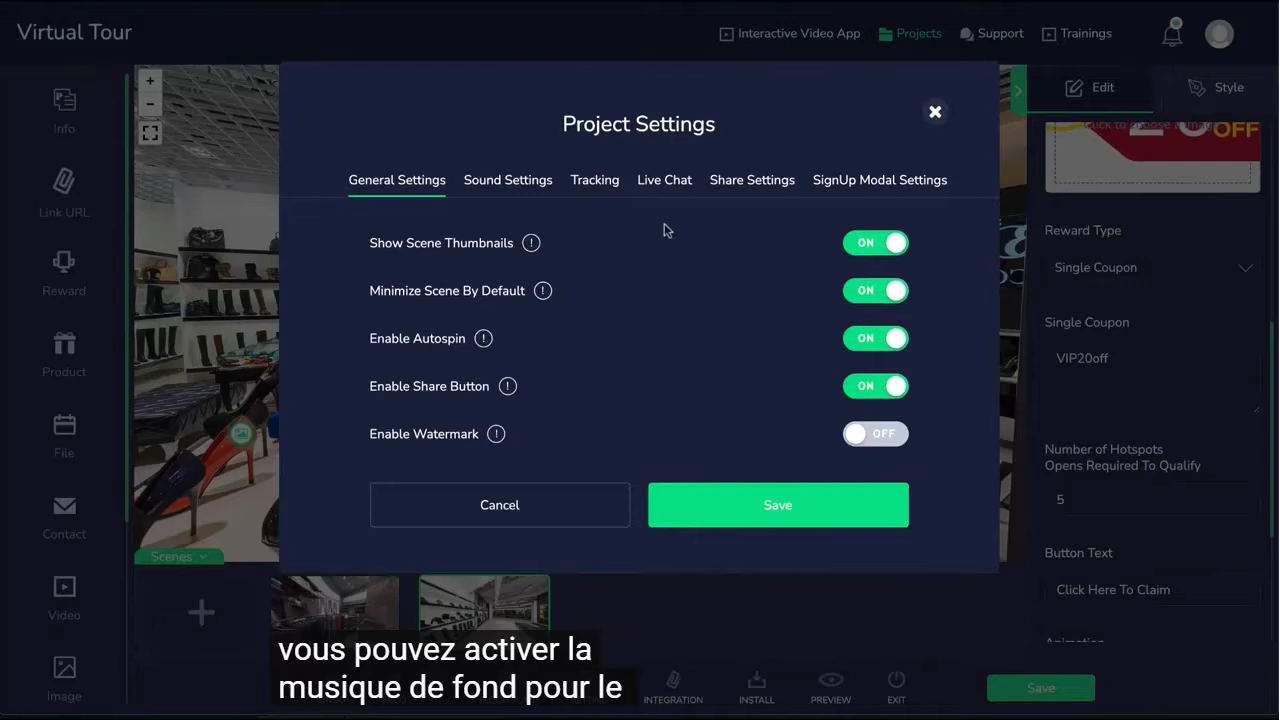 Virtual Tour
Interactive Video App
Projects
Support
Trainings
+
−
Info
Link URL
Reward
Product
File
Contact
Video
Image
Project Settings
General Settings
Sound Settings
Tracking
Live Chat
Share Settings
SignUp Modal Settings
Show Scene Thumbnails
ON
Minimize Scene By Default
ON
Enable Autospin
ON
Enable Share Button
ON
Enable Watermark
OFF
Cancel
Save
Edit
Style
OFF
Reward Type
Single Coupon
Single Coupon
VIP20off
Number of Hotspots
Opens Required To Qualify
5
Button Text
Click Here To Claim
Animation
Scenes
vous pouvez activer la
musique de fond pour le
INTEGRATION
INSTALL
PREVIEW
EXIT
Save